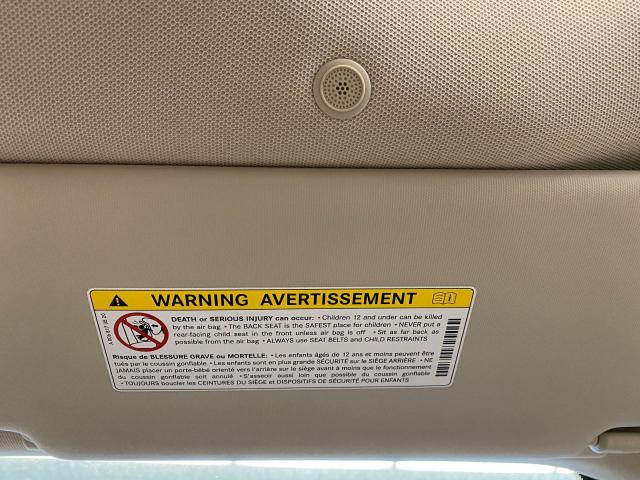 WARNING AVERTISSEMENT
DEATH or SERIOUS INJURY can occur: • Children 12 and under can be killed
by the air bag • The BACK SEAT is the SAFEST place for children • NEVER put a
rear-facing child seat in the front unless air bag is off • Sit as far back as
possible from the air bag • ALWAYS use SEAT BELTS and CHILD RESTRAINTS
Risque de BLESSURE GRAVE ou MORTELLE: • Les enfants âgés de 12 ans et moins peuvent être
tués par le coussin gonflable • Les enfants sont en plus grande SÉCURITÉ sur le SIÈGE ARRIÈRE • NE
JAMAIS placer un porte-bébé orienté vers l'arrière sur le siège avant à moins que le fonctionnement
du coussin gonflable soit annulé • S'asseoir aussi loin que possible du coussin gonflable
• TOUJOURS boucler les CEINTURES DU SIÈGE et DISPOSITIFS DE SÉCURITÉ POUR ENFANTS